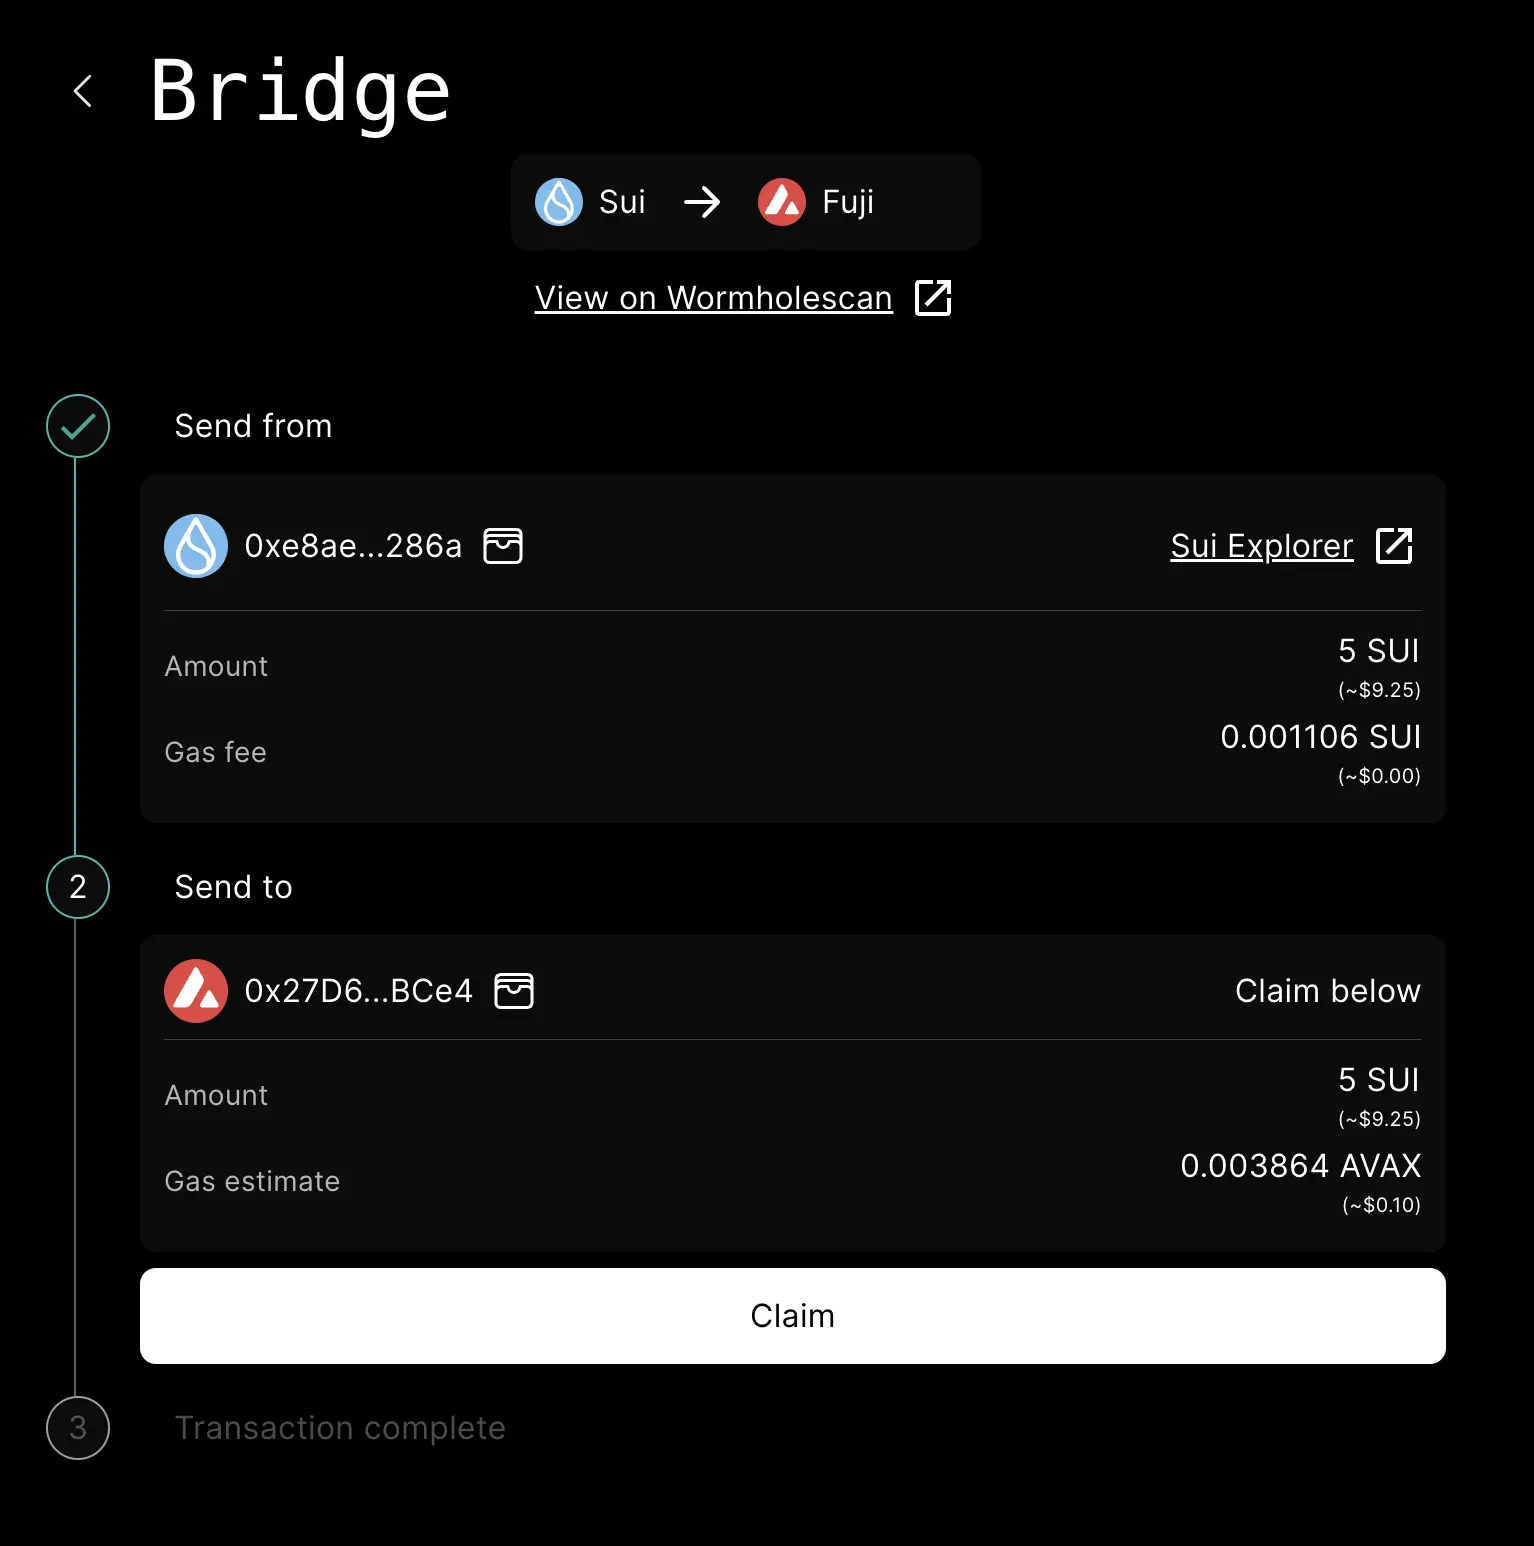 Bridge
Sui → Fuji
View on Wormholescan
Send from
0xe8ae...286a
Sui Explorer
Amount
5 SUI
(~$9.25)
Gas fee
0.001106 SUI
(~$0.00)
2
Send to
0x27D6...BCe4
Claim below
Amount
5 SUI
(~$9.25)
Gas estimate
0.003864 AVAX
(~$0.10)
Claim
3
Transaction complete